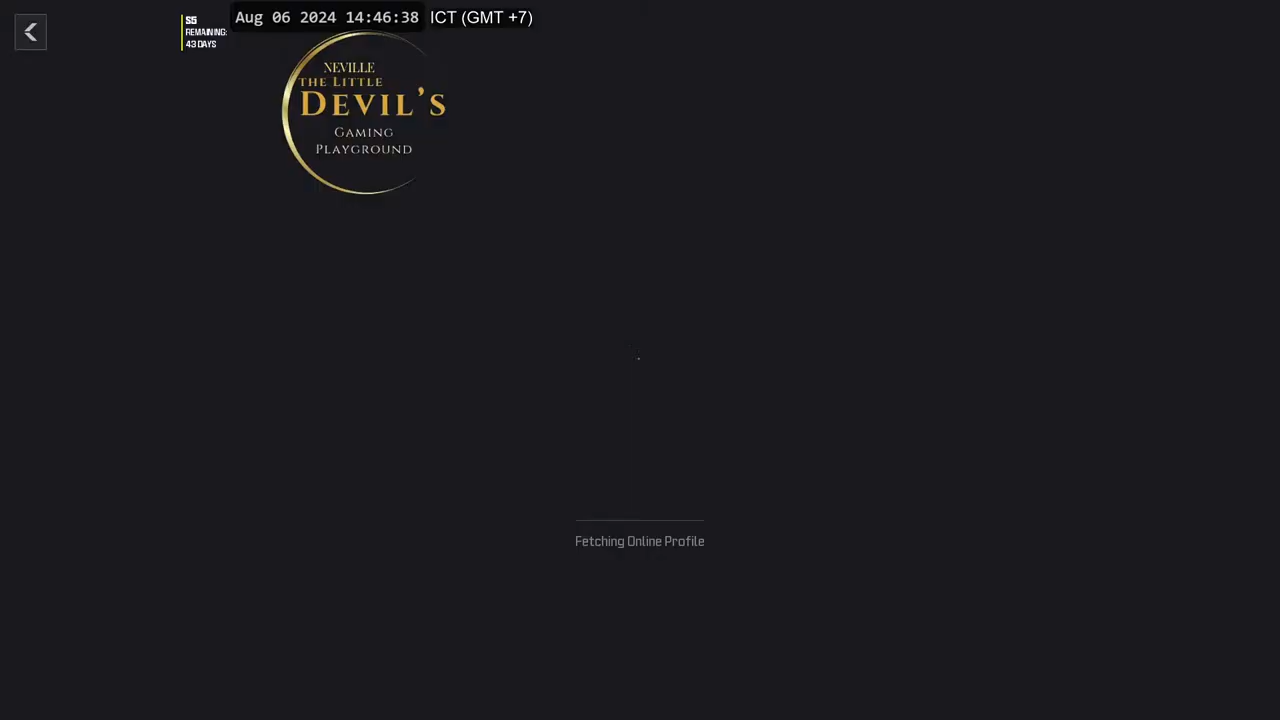 S5
REMAINING:
43 DAYS
Aug 06 2024 14:46:38 ICT (GMT +7)
NEVILLE
THE LITTLE
DEVIL'S
GAMING
PLAYGROUND
Fetching Online Profile